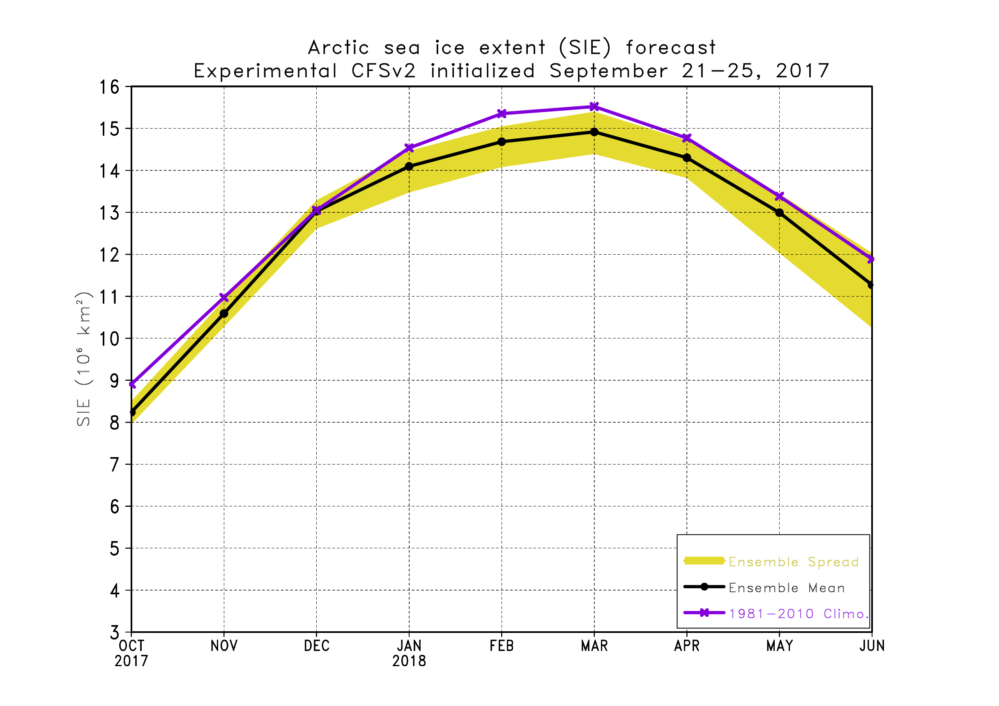 Arctic sea ice extent (SIE) forecast
Experimental CFSv2 initialized September 21-25, 2017
16
15
14
13
12
11
10
9
8
7
6
5
4
3
SIE (10⁶ km²)
OCT NOV DEC JAN FEB MAR APR MAY JUN
2017 2018
Ensemble Spread
Ensemble Mean
1981-2010 Climo.